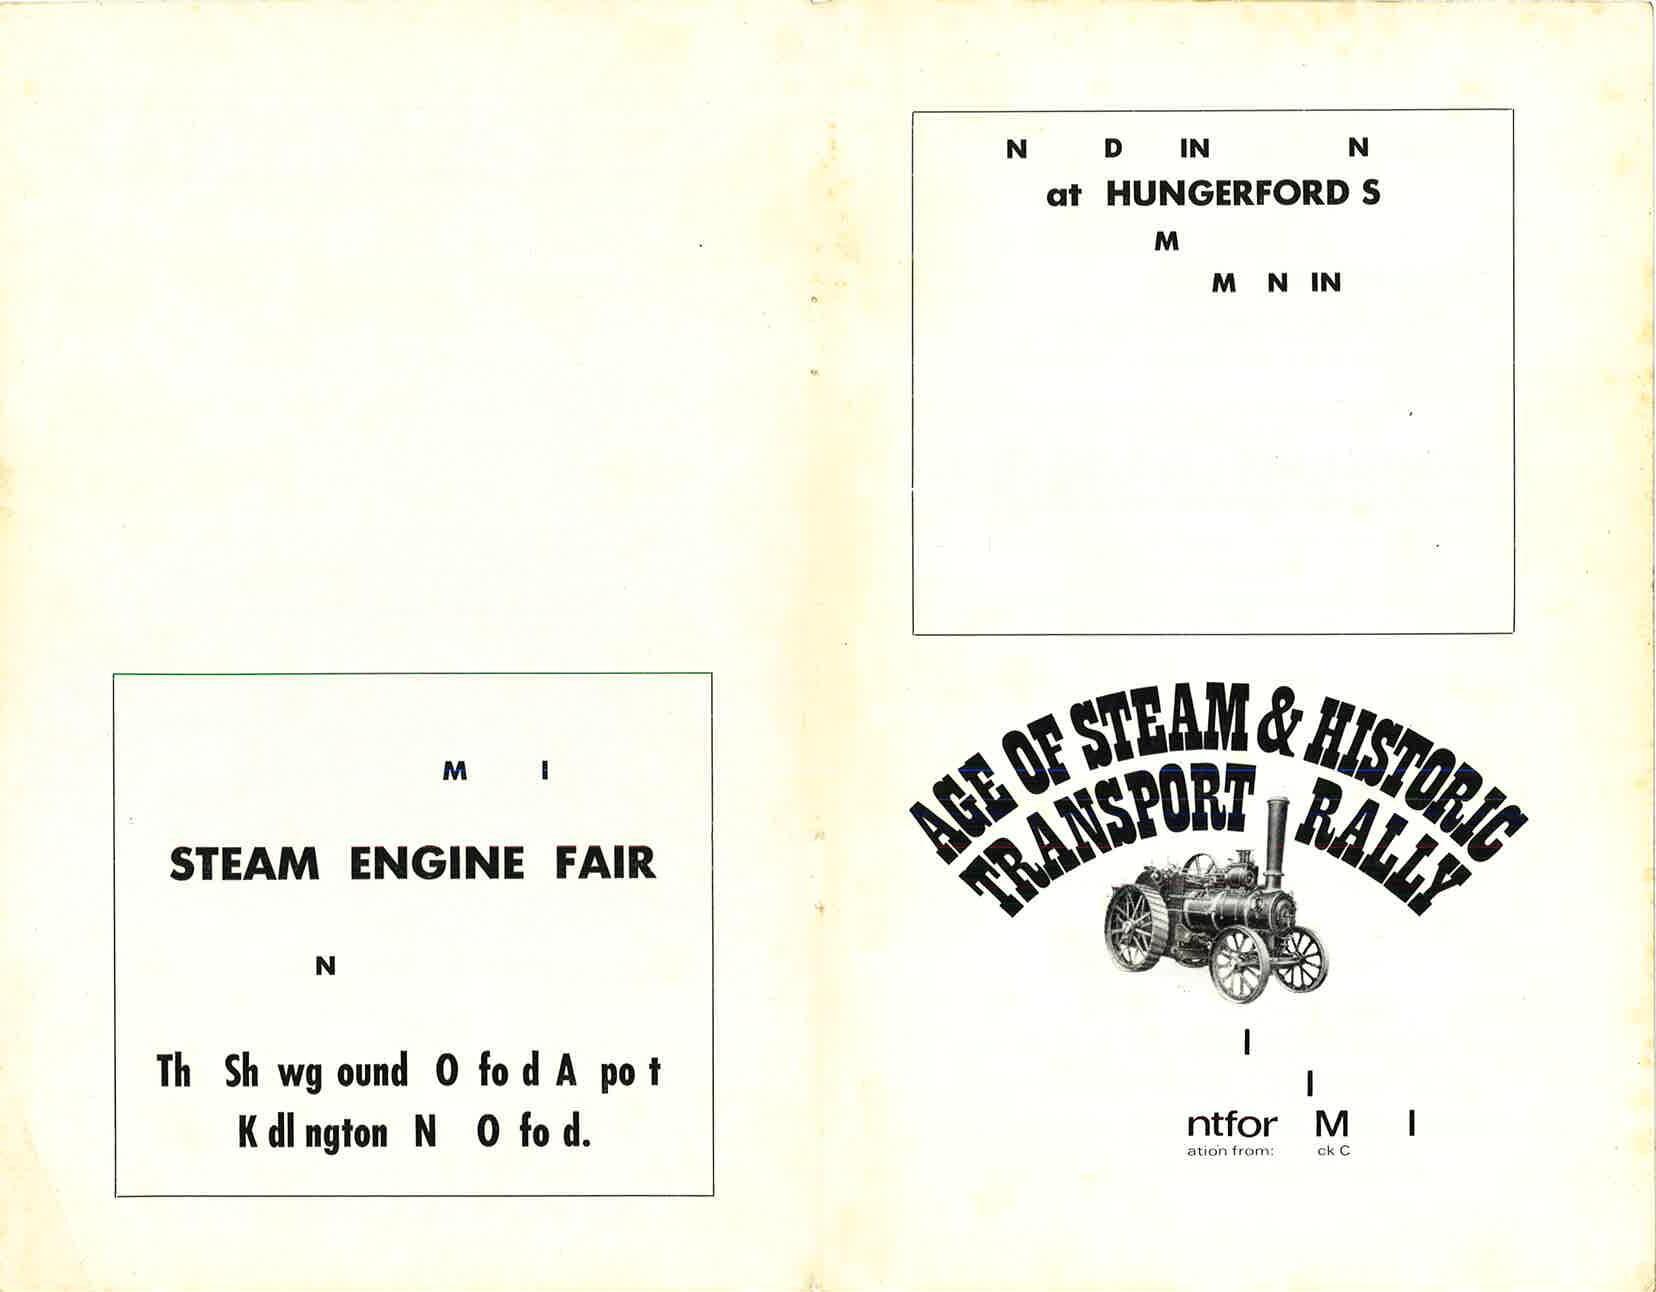 M I
STEAM ENGINE FAIR
N
Th Sh wg ound O fo d A po t
K dl ngton N O fo d.
N D IN N
at HUNGERFORD S
M
M N IN
AGE OF STEAM & HISTORIC
TRANSPORT RALLY
I
I
ntfor M I
ation from: ck C